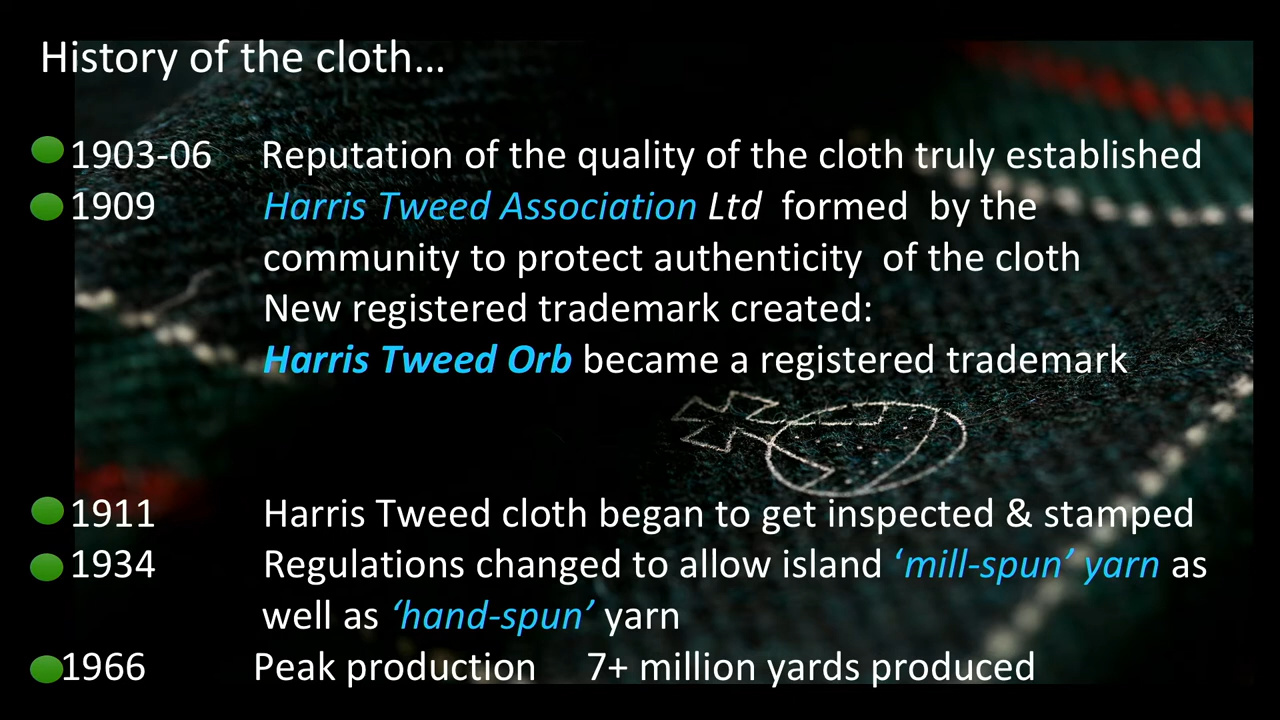 History of the cloth…
1903-06 Reputation of the quality of the cloth truly established
1909 Harris Tweed Association Ltd formed by the
community to protect authenticity of the cloth
New registered trademark created:
Harris Tweed Orb became a registered trademark
1911 Harris Tweed cloth began to get inspected & stamped
1934 Regulations changed to allow island ‘mill-spun’ yarn as
well as ‘hand-spun’ yarn
1966 Peak production 7+ million yards produced